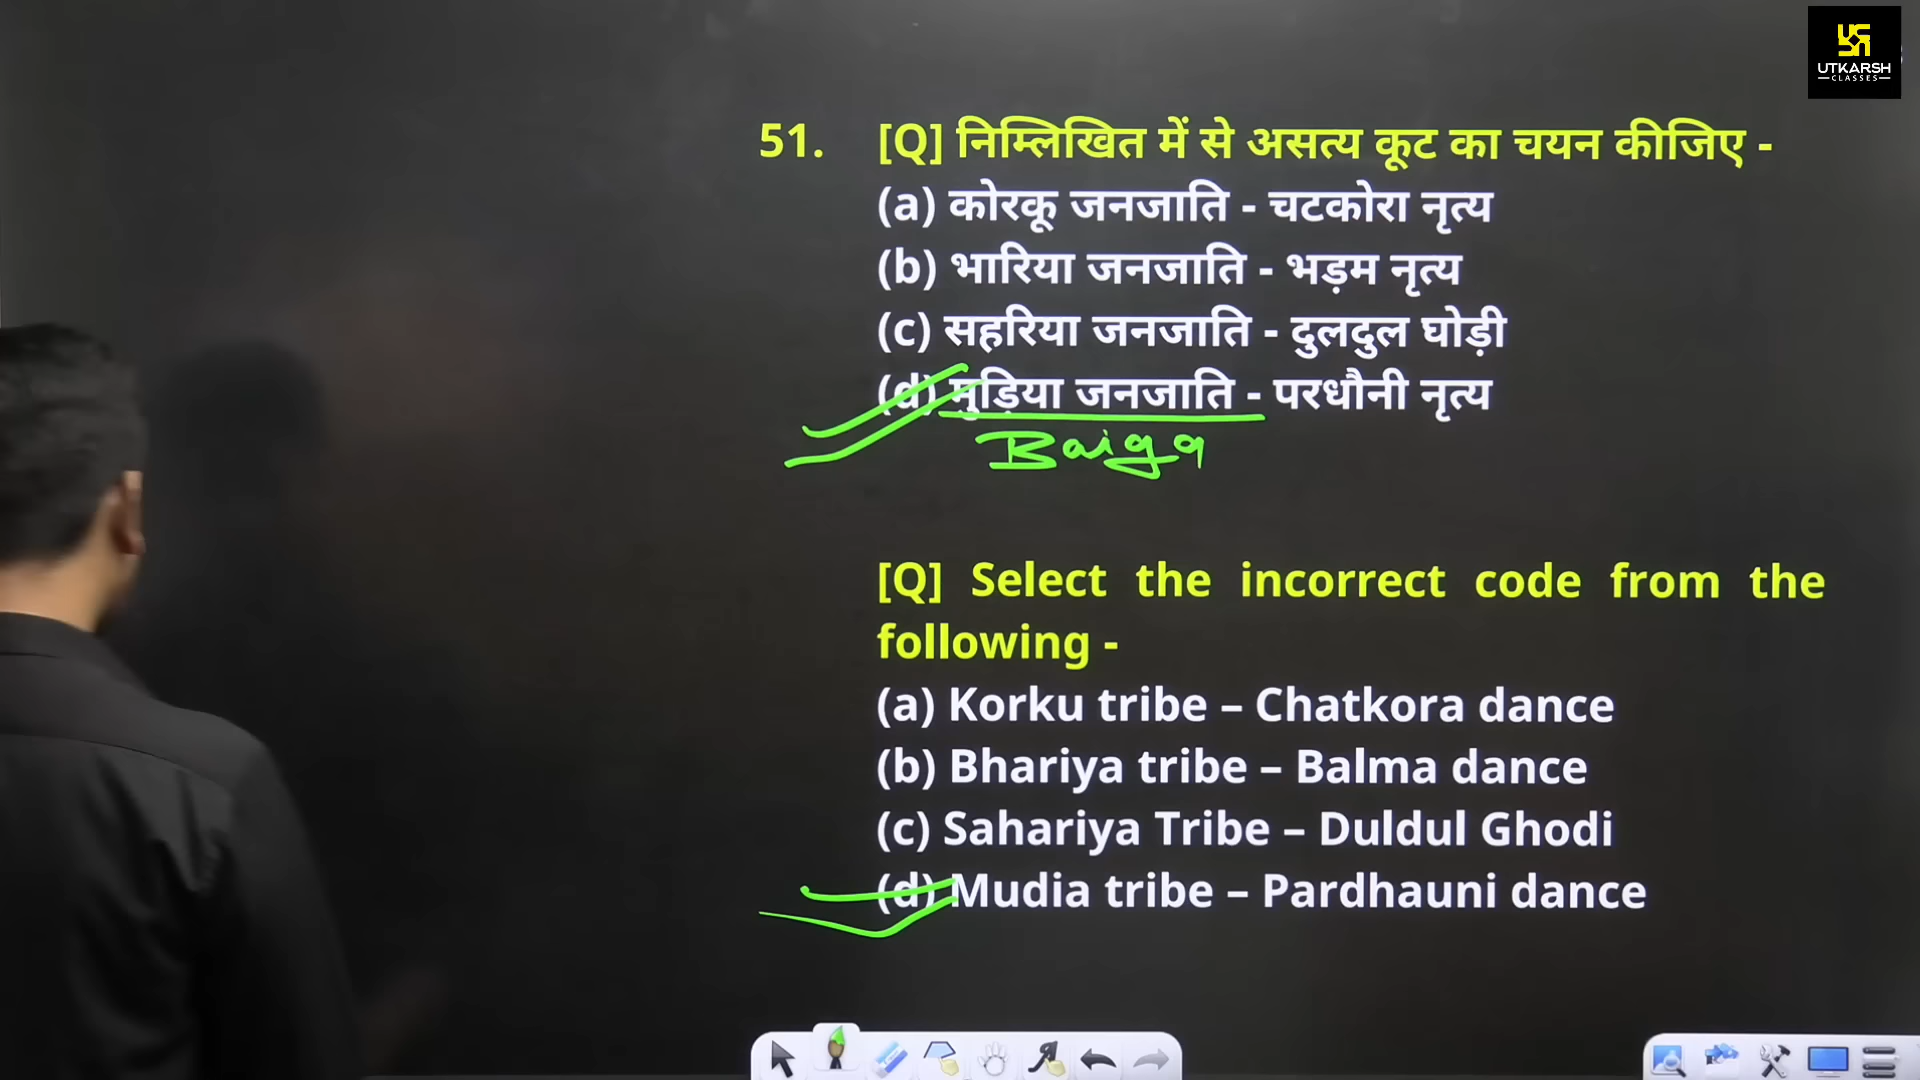 UTKARSH
CLASSES
51. [Q] निम्लिखित में से असत्य कूट का चयन कीजिए -
(a) कोरकू जनजाति - चटकोरा नृत्य
(b) भारिया जनजाति - भड़म नृत्य
(c) सहरिया जनजाति - दुलदुल घोड़ी
(d) मुड़िया जनजाति - परधौनी नृत्य
Baiga
[Q] Select the incorrect code from the
following -
(a) Korku tribe – Chatkora dance
(b) Bhariya tribe – Balma dance
(c) Sahariya Tribe – Duldul Ghodi
(d) Mudia tribe – Pardhauni dance